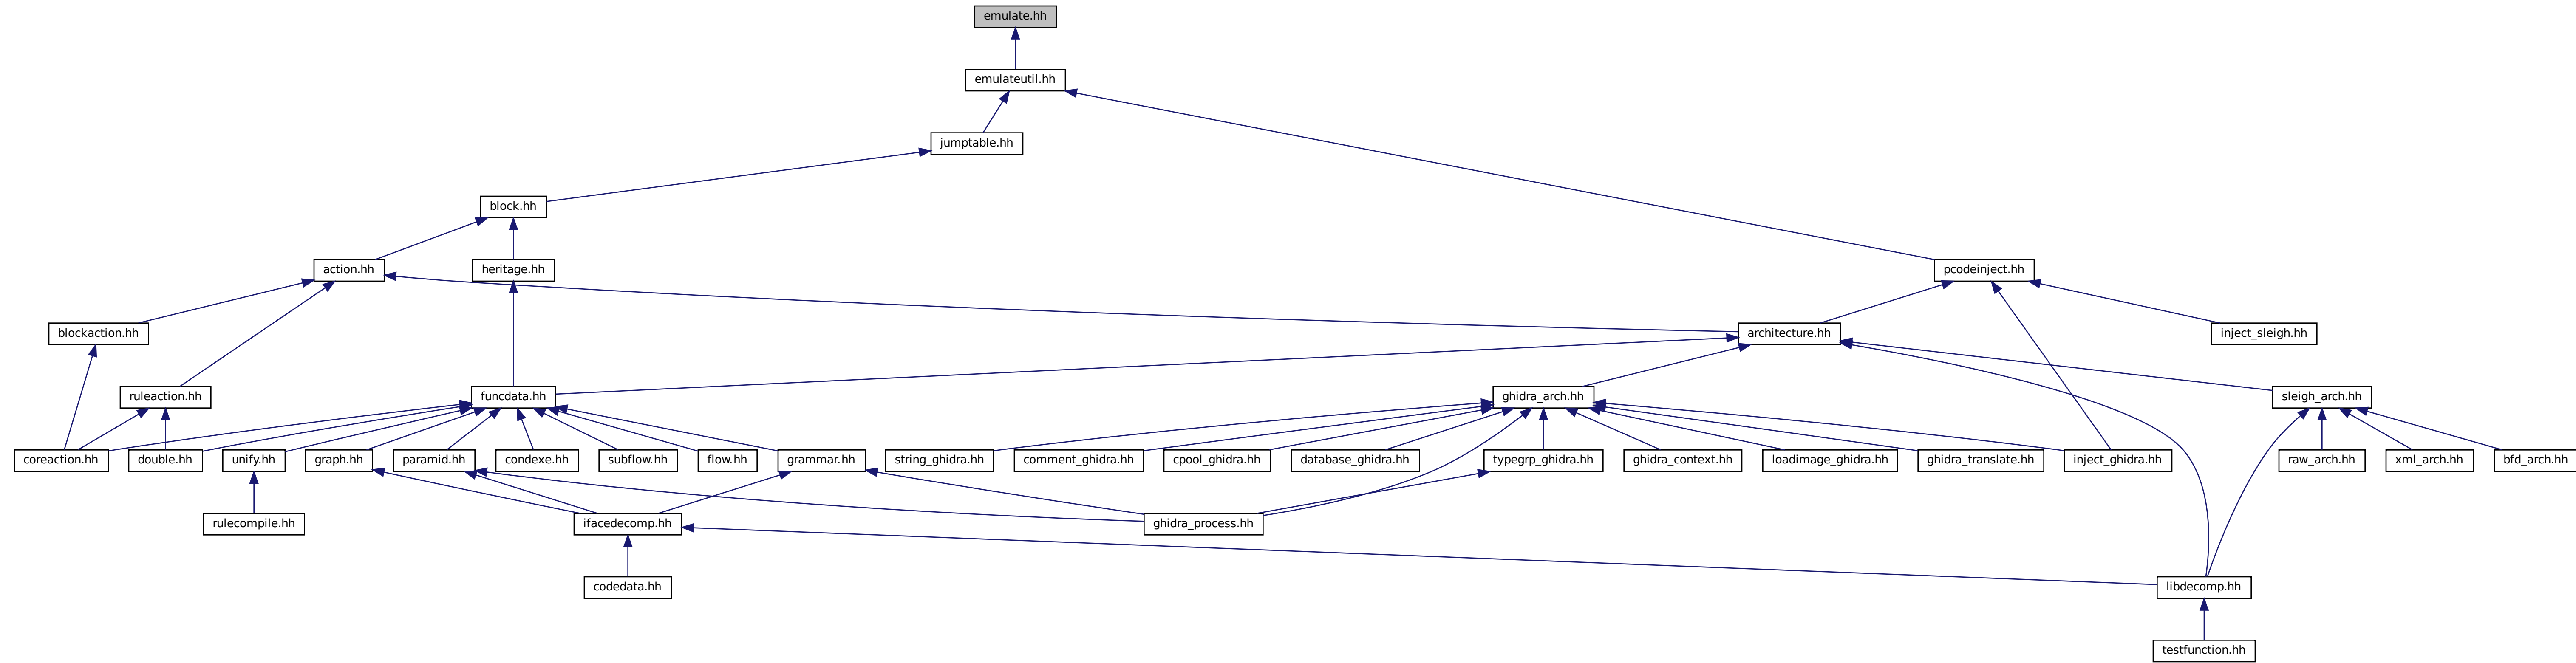 emulate.hh
emulateutil.hh
jumptable.hh
block.hh
action.hh
heritage.hh
pcodeinject.hh
blockaction.hh
architecture.hh
inject_sleigh.hh
ruleaction.hh
funcdata.hh
ghidra_arch.hh
sleigh_arch.hh
coreaction.hh
double.hh
unify.hh
graph.hh
paramid.hh
condexe.hh
subflow.hh
flow.hh
grammar.hh
string_ghidra.hh
comment_ghidra.hh
cpool_ghidra.hh
database_ghidra.hh
typegrp_ghidra.hh
ghidra_context.hh
loadimage_ghidra.hh
ghidra_translate.hh
inject_ghidra.hh
raw_arch.hh
xml_arch.hh
bfd_arch.hh
rulecompile.hh
ifacedecomp.hh
ghidra_process.hh
codedata.hh
libdecomp.hh
testfunction.hh